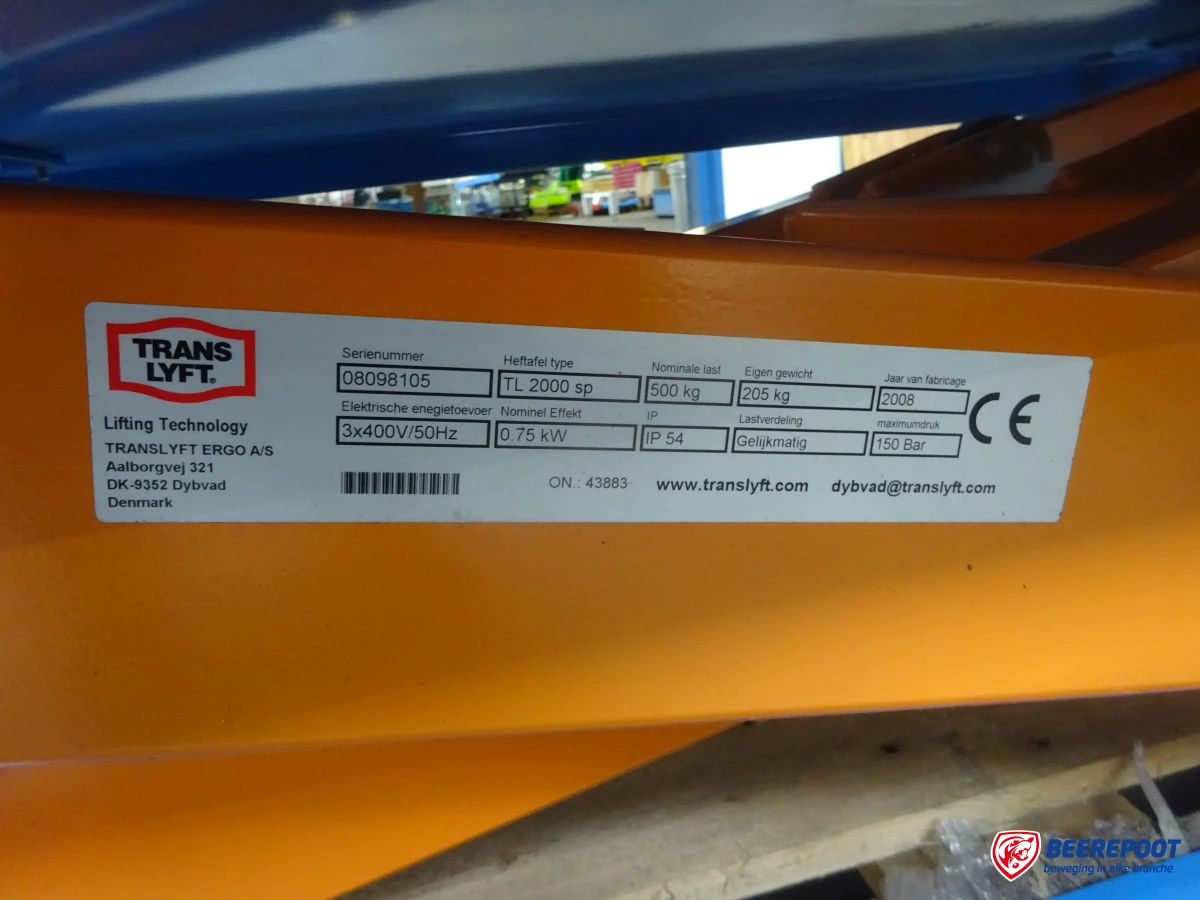 TRANS
LYFT®
Lifting Technology
TRANSLYFT ERGO A/S
Aalborgvej 321
DK-9352 Dybvad
Denmark
Serienummer
08098105
Heftafel type
TL 2000 sp
Nominale last
500 kg
Eigen gewicht
205 kg
Jaar van fabricage
2008
Elektrische enegietoevoer
3x400V/50Hz
Nominel Effekt
0.75 kW
IP
IP 54
Lastverdeling
Gelijkmatig
maximumdruk
150 Bar
CE
ON.: 43883
www.translyft.com
dybvad@translyft.com
BEEREPOOT
beweging in elke branche